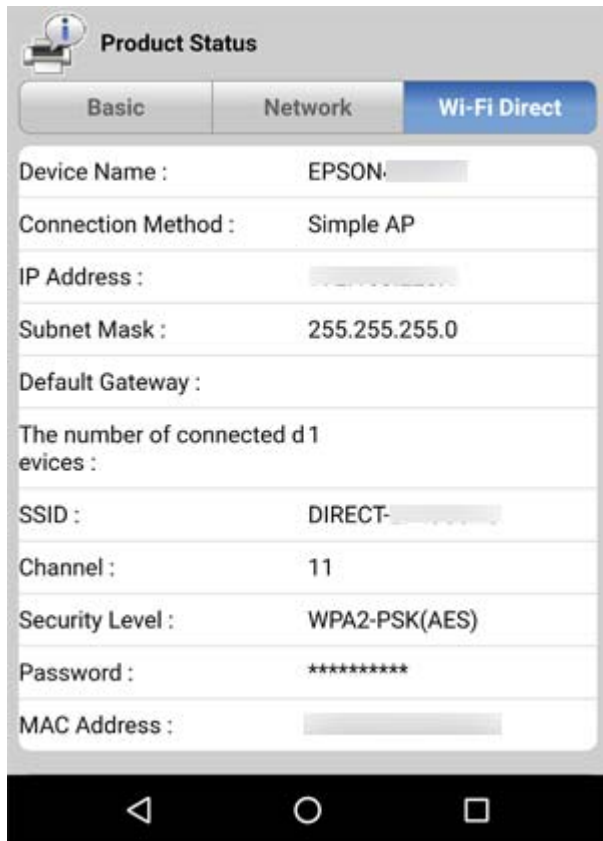 Product Status
Basic Network Wi-Fi Direct
Device Name : EPSON
Connection Method : Simple AP
IP Address :
Subnet Mask : 255.255.255.0
Default Gateway :
The number of connected d 1
evices :
SSID : DIRECT-
Channel : 11
Security Level : WPA2-PSK(AES)
Password : **********
MAC Address :